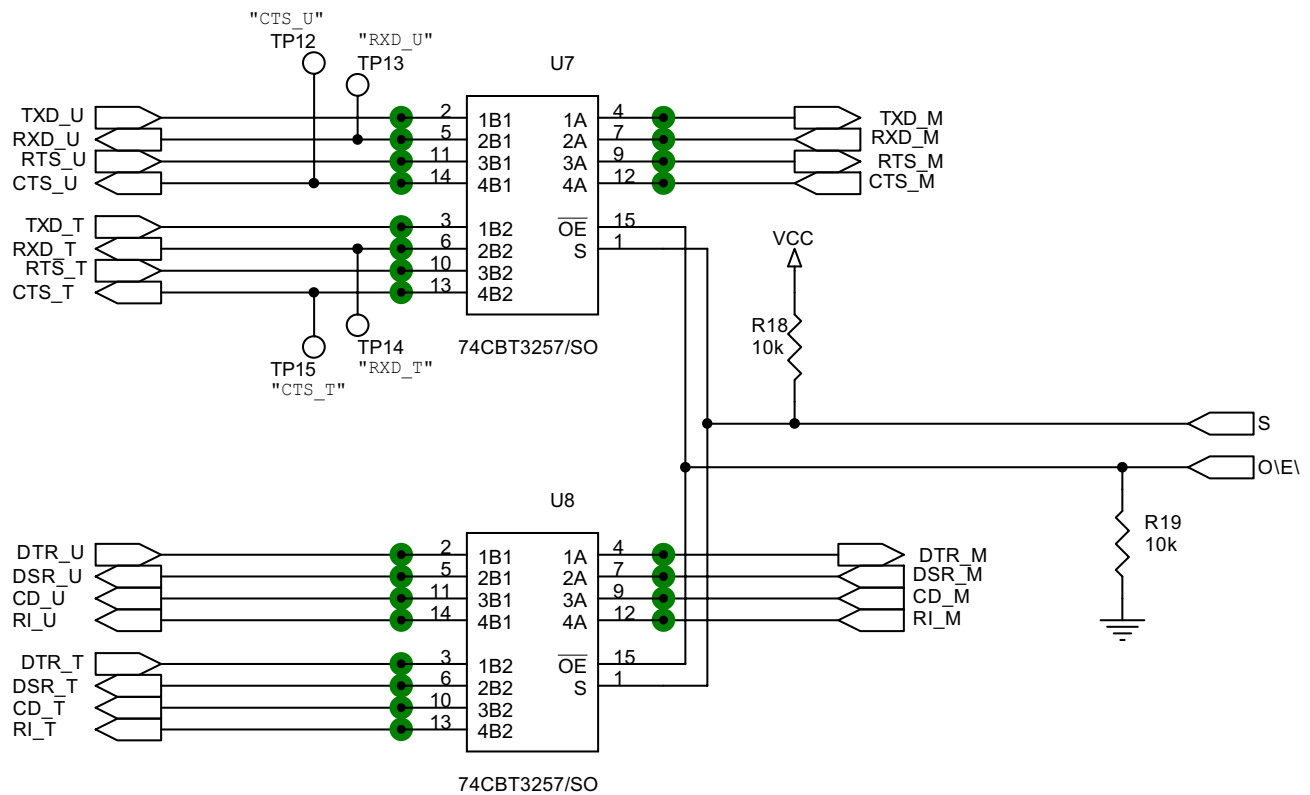 "CTS_U"
TP12
"RXD_U"
TP13
U7
TXD_U 2 1B1 1A 4 TXD_M
RXD_U 5 2B1 2A 7 RXD_M
RTS_U 11 3B1 3A 9 RTS_M
CTS_U 14 4B1 4A 12 CTS_M
TXD_T 3 1B2 OE 15
RXD_T 6 2B2 S 1
RTS_T 10 3B2
CTS_T 13 4B2
VCC
R18
10k
TP14
"RXD_T"
TP15
"CTS_T"
74CBT3257/SO
S
O\E\
R19
10k
U8
DTR_U 2 1B1 1A 4 DTR_M
DSR_U 5 2B1 2A 7 DSR_M
CD_U 11 3B1 3A 9 CD_M
RI_U 14 4B1 4A 12 RI_M
DTR_T 3 1B2 OE 15
DSR_T 6 2B2 S 1
CD_T 10 3B2
RI_T 13 4B2
74CBT3257/SO